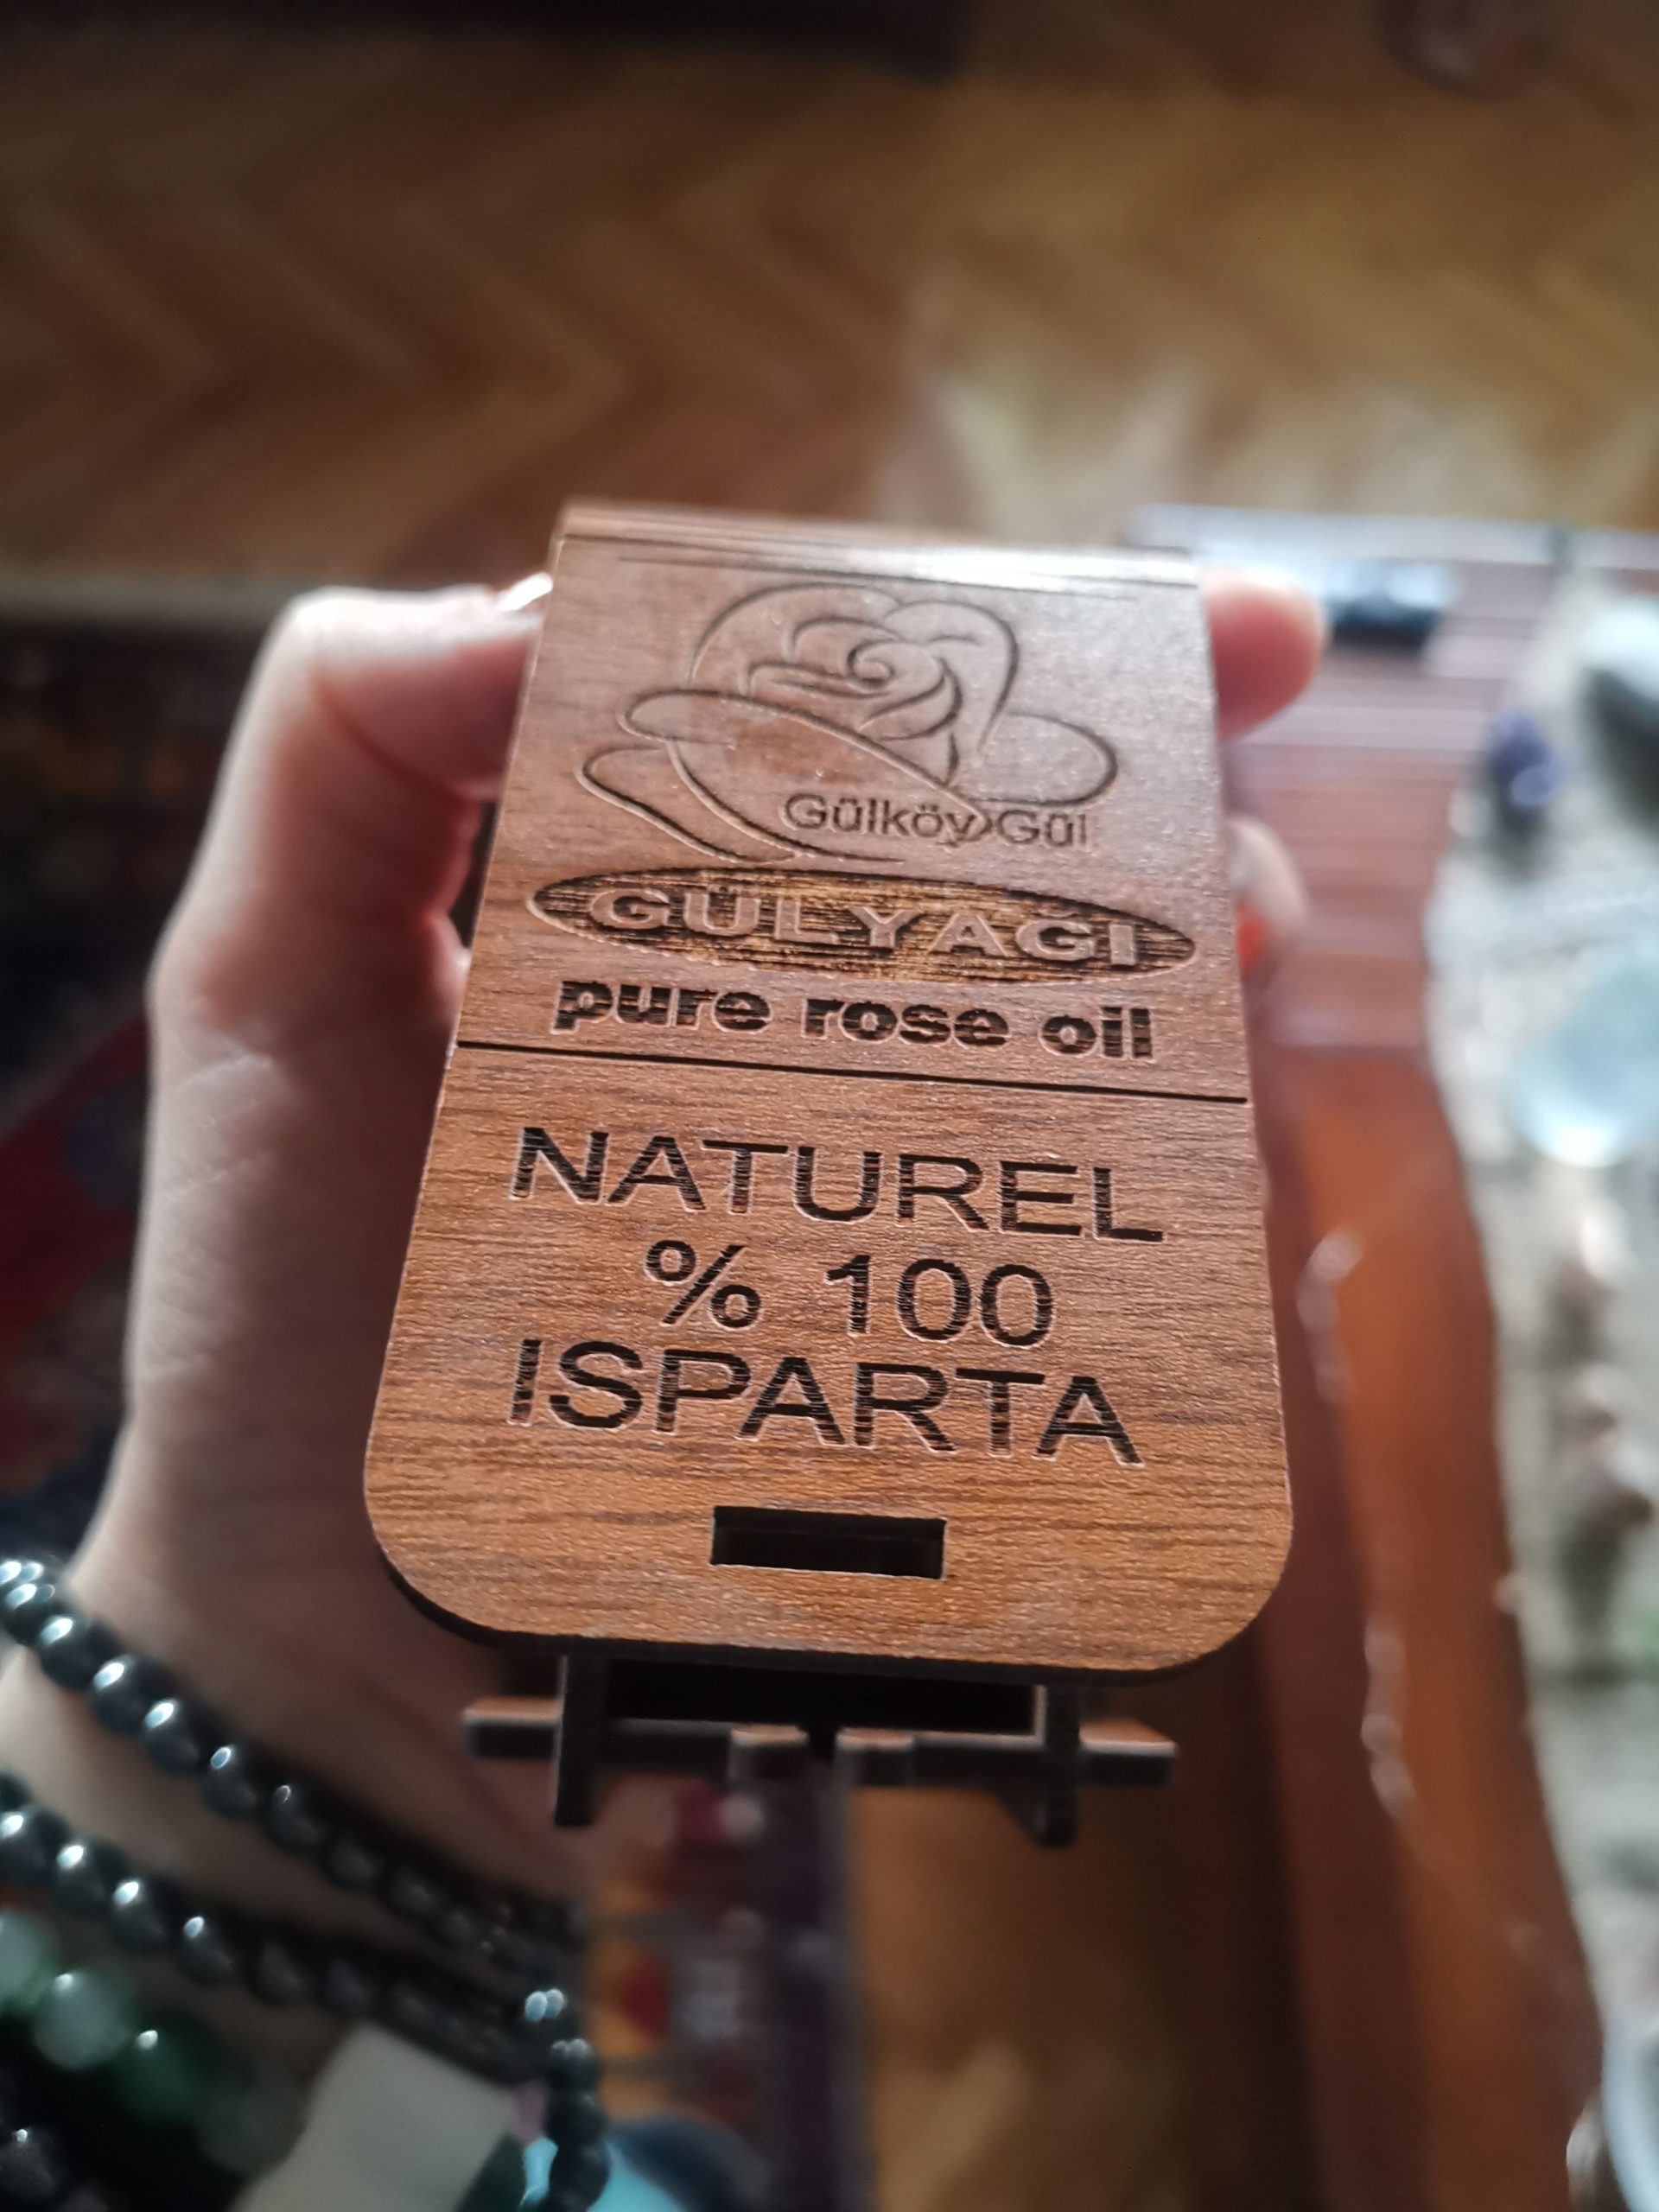 Gülköy Gül
GÜLYAĞI
pure rose oil
NATUREL
% 100
ISPARTA